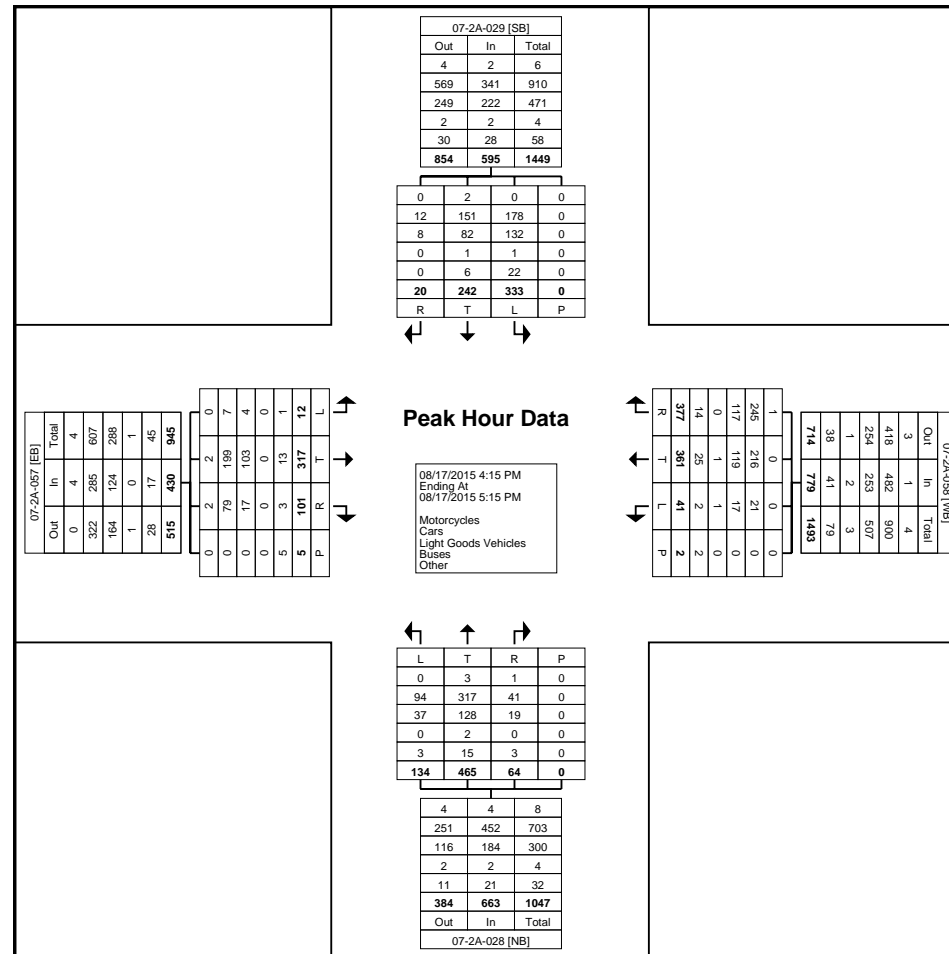 07-2A-029 [SB]
Out In Total
4 2 6
569 341 910
249 222 471
2 2 4
30 28 58
854 595 1449
0 2 0 0
12 151 178 0
8 82 132 0
0 1 1 0
0 6 22 0
20 242 333 0
R T L P
07-2A-057 [EB]
Total 4 607 288 1 45 945
In 4 285 124 0 17 430
Out 0 322 164 1 28 515
0 7 4 0 1 12 L
2 199 103 0 13 317 T
2 79 17 0 3 101 R
0 0 0 0 5 5 P
Peak Hour Data
08/17/2015 4:15 PM
Ending At
08/17/2015 5:15 PM
Motorcycles
Cars
Light Goods Vehicles
Buses
Other
R 377 14 0 117 245 1
T 361 25 1 119 216 0
L 41 2 1 17 21 0
P 2 2 0 0 0 0
714 38 1 254 418 3 Out
779 41 2 253 482 1 In
1493 79 3 507 900 4 Total
07-2A-058 [WB]
L T R P
0 3 1 0
94 317 41 0
37 128 19 0
0 2 0 0
3 15 3 0
134 465 64 0
4 4 8
251 452 703
116 184 300
2 2 4
11 21 32
384 663 1047
Out In Total
07-2A-028 [NB]